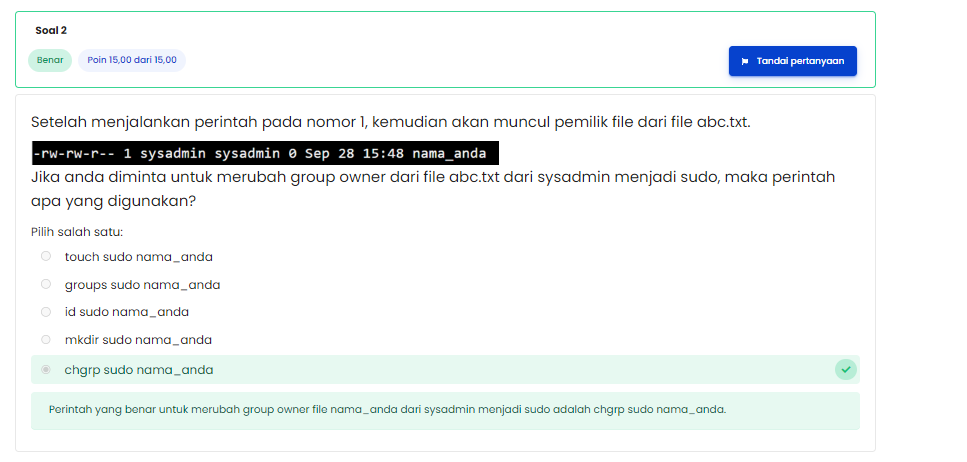 Soal 2
Benar
Poin 15,00 dari 15,00
Tandai pertanyaan
Setelah menjalankan perintah pada nomor 1, kemudian akan muncul pemilik file dari file abc.txt.
-rw-rw-r-- 1 sysadmin sysadmin 0 Sep 28 15:48 nama_anda
Jika anda diminta untuk merubah group owner dari file abc.txt dari sysadmin menjadi sudo, maka perintah
apa yang digunakan?
Pilih salah satu:
touch sudo nama_anda
groups sudo nama_anda
id sudo nama_anda
mkdir sudo nama_anda
chgrp sudo nama_anda
Perintah yang benar untuk merubah group owner file nama_anda dari sysadmin menjadi sudo adalah chgrp sudo nama_anda.